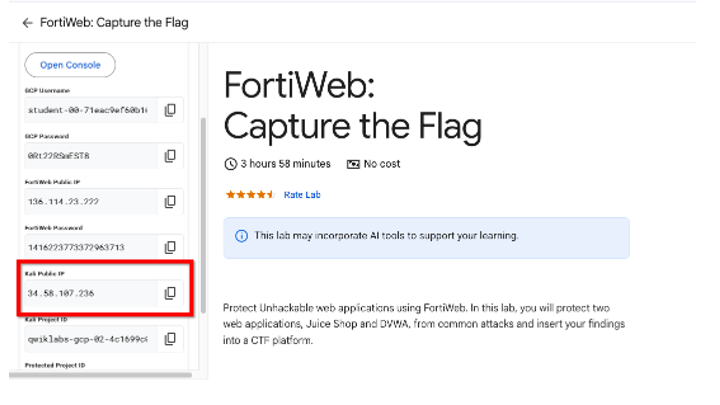 ← FortiWeb: Capture the Flag
Open Console
GCP Username
student-00-71eac9ef60b1
GCP Password
0Rt22RSmEST8
FortiWeb Public IP
136.114.23.222
FortiWeb Password
1416223773372963713
Kali Public IP
34.58.107.236
Kali Project ID
qwiklabs-gcp-02-4c1699c
Protected Project ID
FortiWeb:
Capture the Flag
3 hours 58 minutes No cost
Rate Lab
This lab may incorporate AI tools to support your learning.
Protect Unhackable web applications using FortiWeb. In this lab, you will protect two
web applications, Juice Shop and DVWA, from common attacks and insert your findings
into a CTF platform.